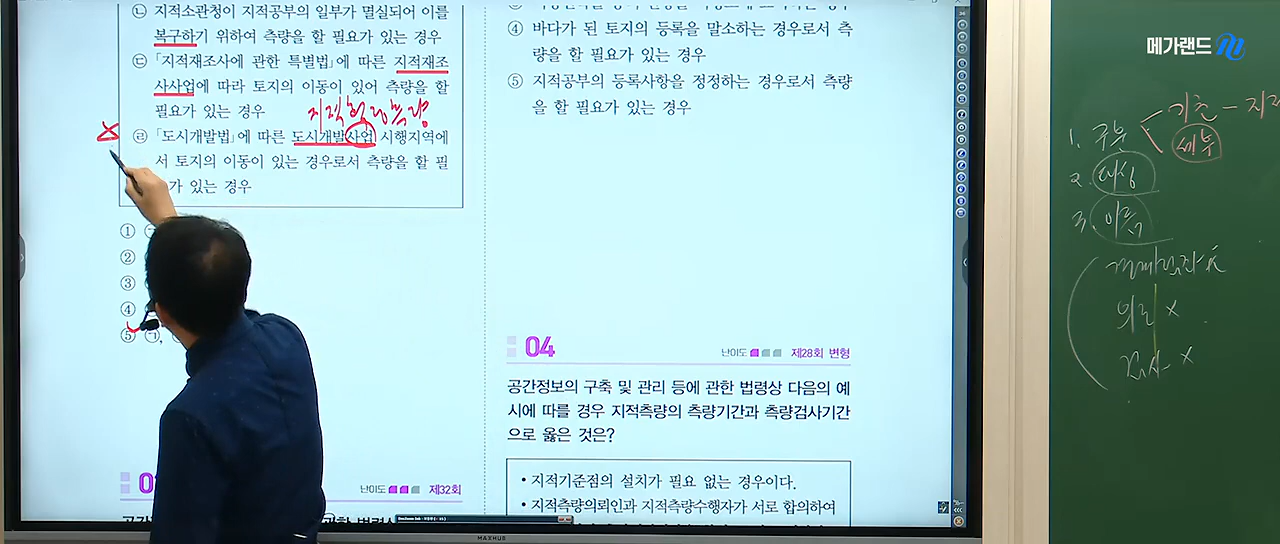 ㉡ 지적소관청이 지적공부의 일부가 멸실되어 이를
복구하기 위하여 측량을 할 필요가 있는 경우
㉢ 「지적재조사에 관한 특별법」에 따른 지적재조
사사업에 따라 토지의 이동이 있어 측량을 할
필요가 있는 경우
지적확정측량
㉣ 「도시개발법」에 따른 도시개발사업 시행지역에
서 토지의 이동이 있는 경우로서 측량을 할 필
가 있는 경우
①
②
③
④
⑤ ㉠,
난이도
제32회
④ 바다가 된 토지의 등록을 말소하는 경우로서 측
량을 할 필요가 있는 경우
⑤ 지적공부의 등록사항을 정정하는 경우로서 측량
을 할 필요가 있는 경우
04
난이도
제28회 변형
공간정보의 구축 및 관리 등에 관한 법령상 다음의 예
시에 따를 경우 지적측량의 측량기간과 측량검사기간
으로 옳은 것은?
• 지적기준점의 설치가 필요 없는 경우이다.
• 지적측량의뢰인과 지적측량수행자가 서로 합의하여
MAXHUB
메가랜드
기초 - 지적
1. 구분
세부
2. 대상
3. 이름
의뢰 X
검사 X